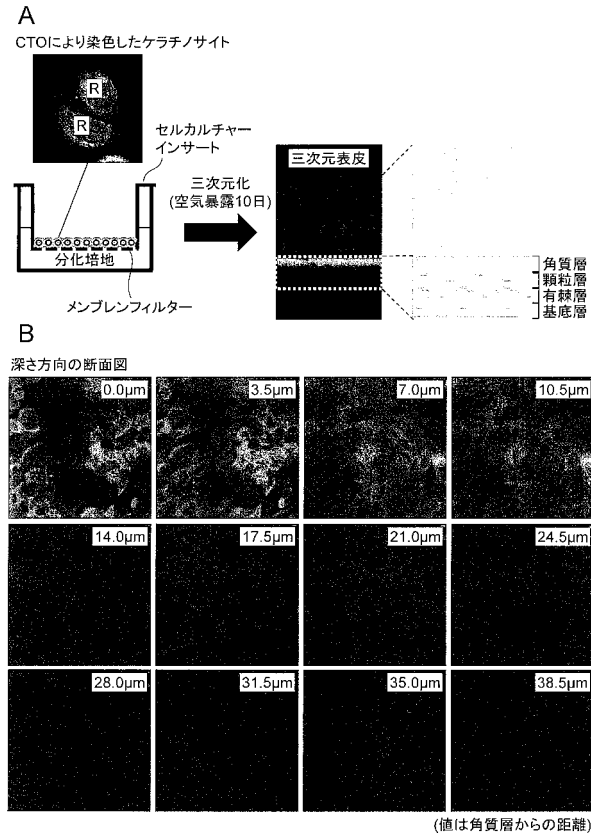 A
CTOにより染色したケラチノサイト
R
R
セルカルチャー
インサート
三次元化
(空気暴露10日)
三次元表皮
分化培地
メンブレンフィルター
角質層
顆粒層
有棘層
基底層
B
深さ方向の断面図
0.0μm
3.5μm
7.0μm
10.5μm
14.0μm
17.5μm
21.0μm
24.5μm
28.0μm
31.5μm
35.0μm
38.5μm
(値は角質層からの距離)